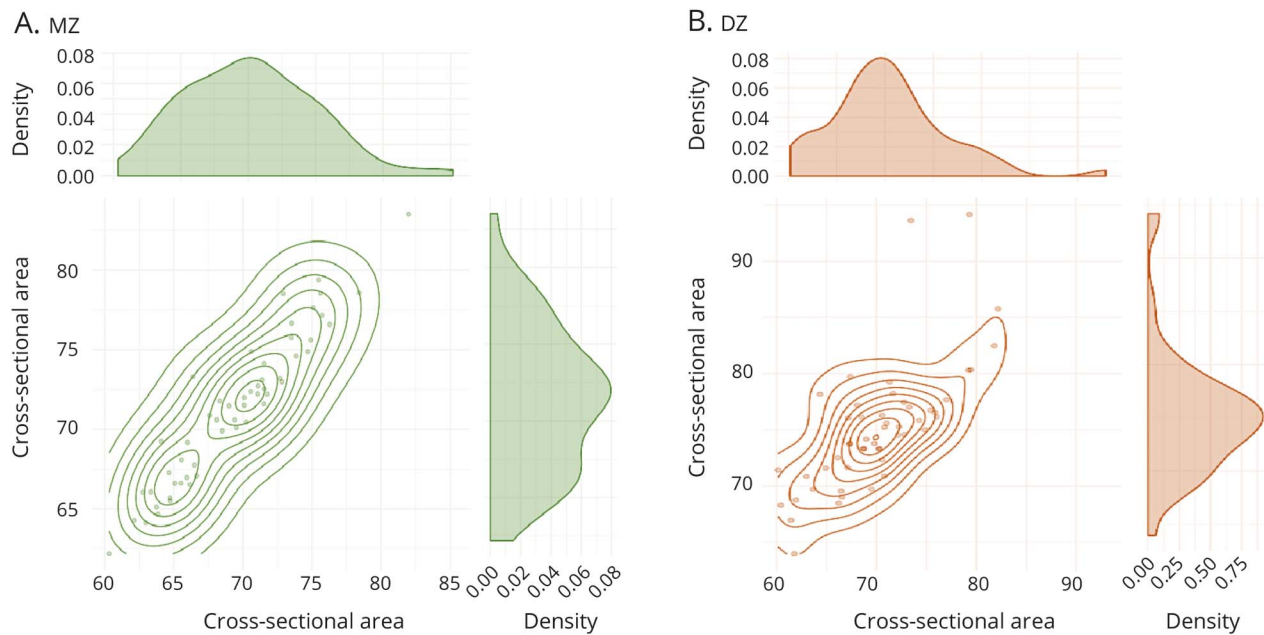 A. MZ
Density
0.08
0.06
0.04
0.02
0.00
Cross-sectional area
80
75
70
65
60 65 70 75 80 85
Cross-sectional area
0.00 0.02 0.04 0.06 0.08
Density
B. DZ
Density
0.08
0.06
0.04
0.02
0.00
Cross-sectional area
90
80
70
60 70 80 90
Cross-sectional area
0.00 0.25 0.50 0.75
Density